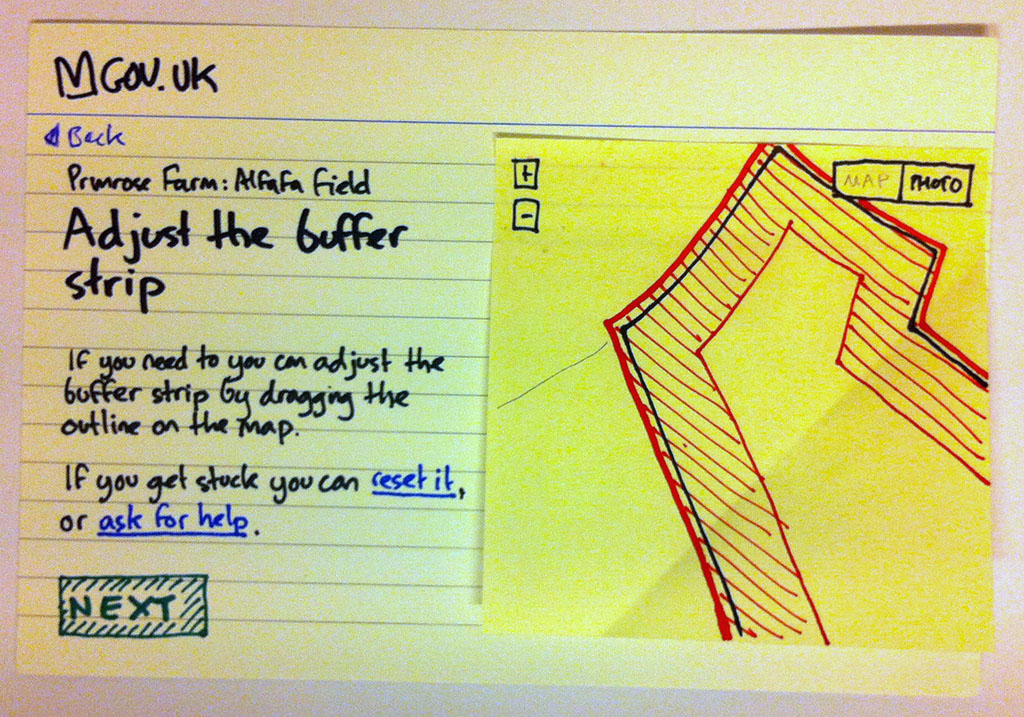 GOV.UK
Back
Primrose Farm: Alfafa Field
Adjust the buffer
strip
If you need to you can adjust the
buffer strip by dragging the
outline on the map.
If you get stuck you can reset it,
or ask for help.
NEXT
+
-
MAP PHOTO